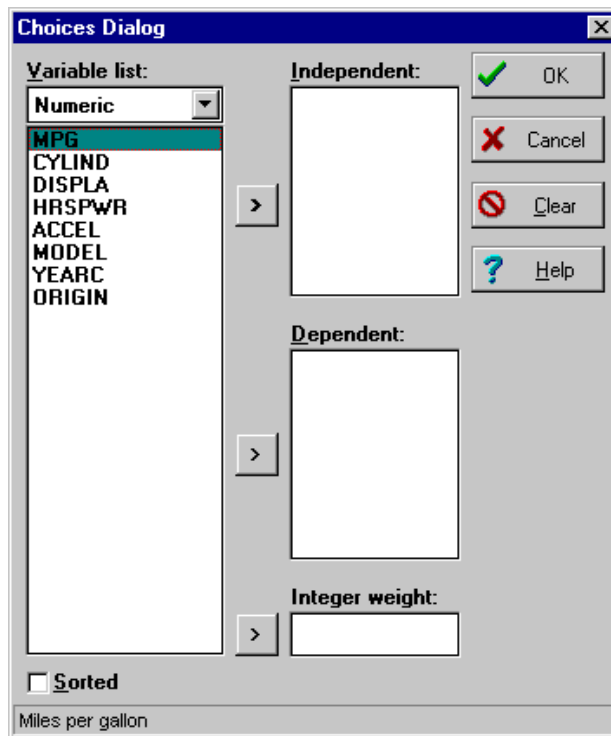 Choices Dialog
Variable list:
Numeric
MPG
CYLIND
DISPLA
HRSPWR
ACCEL
MODEL
YEARC
ORIGIN
Sorted
>
>
>
Independent:
Dependent:
Integer weight:
OK
Cancel
Clear
? Help
Miles per gallon